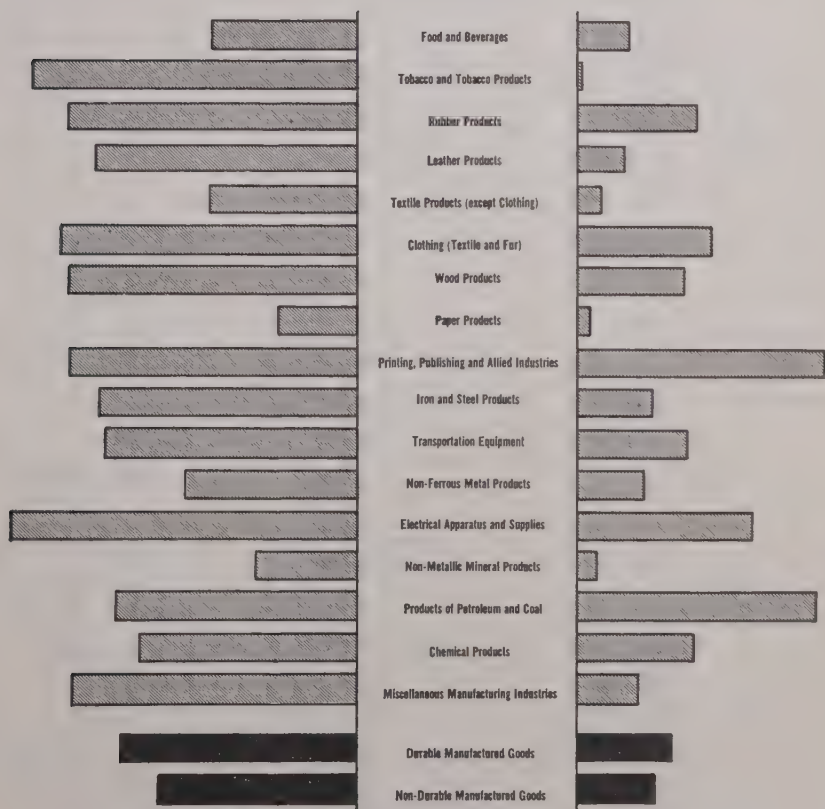 Food and Beverages
Tobacco and Tobacco Products
Rubber Products
Leather Products
Textile Products (except Clothing)
Clothing (Textile and Fur)
Wood Products
Paper Products
Printing, Publishing and Allied Industries
Iron and Steel Products
Transportation Equipment
Non-Ferrous Metal Products
Electrical Apparatus and Supplies
Non-Metallic Mineral Products
Products of Petroleum and Coal
Chemical Products
Miscellaneous Manufacturing Industries
Durable Manufactured Goods
Non-Durable Manufactured Goods